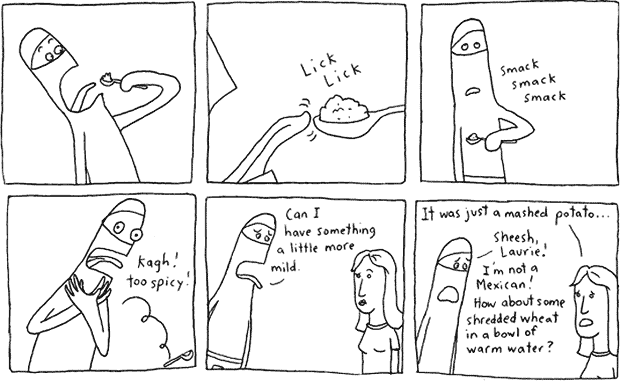 Lick
Lick
Smack
smack
smack
Kagh!
too spicy!
Can I
have something
a little more
mild.
It was just a mashed potato...
Sheesh,
Laurie!
I'm not a
Mexican!
How about some
shredded wheat
in a bowl of
warm water?